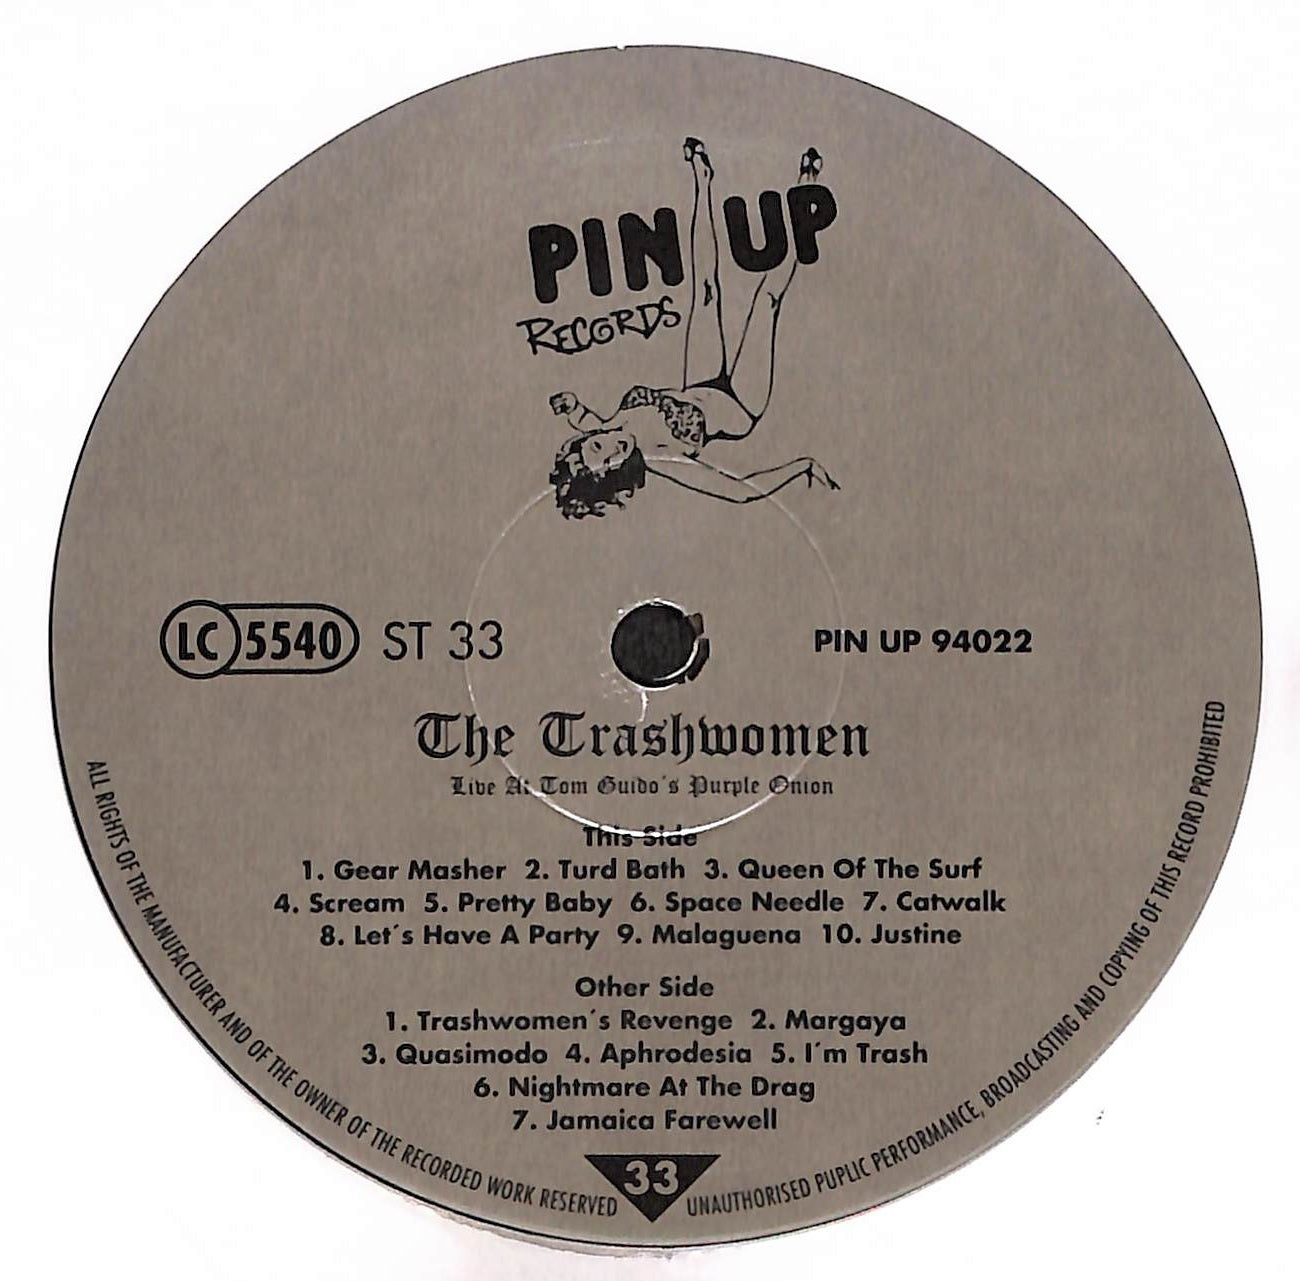 PIN UP
RECORDS
LC 5540 ST 33
PIN UP 94022
The Trashwomen
Live At Tom Guido´s Purple Onion
This Side
1. Gear Masher 2. Turd Bath 3. Queen Of The Surf
4. Scream 5. Pretty Baby 6. Space Needle 7. Catwalk
8. Let´s Have A Party 9. Malaguena 10. Justine
Other Side
1. Trashwomen´s Revenge 2. Margaya
3. Quasimodo 4. Aphrodesia 5. I´m Trash
6. Nightmare At The Drag
7. Jamaica Farewell
33
ALL RIGHTS OF THE MANUFACTURER AND OF THE OWNER OF THE RECORDED WORK RESERVED
UNAUTHORISED PUPLIC PERFORMANCE, BROADCASTING AND COPYING OF THIS RECORD PROHIBITED